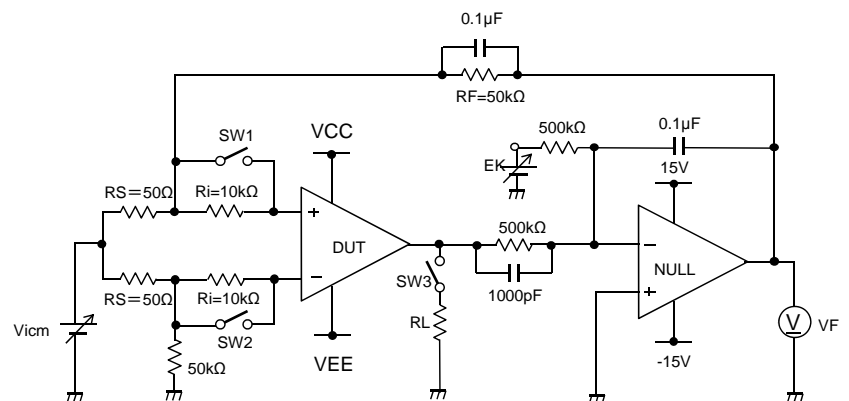 0.1μF
RF=50kΩ
500kΩ
0.1μF
SW1
VCC
EK
15V
RS=50Ω
Ri=10kΩ
+
DUT
500kΩ
−
NULL
RS=50Ω
Ri=10kΩ
−
SW3
1000pF
+
Vicm
SW2
RL
V
VF
50kΩ
VEE
-15V